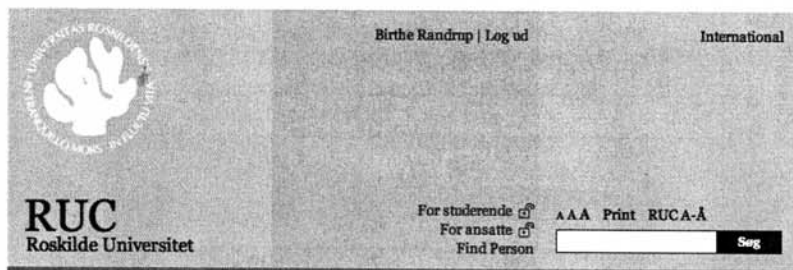 Birthe Randrup | Log ud
International
RUC
Roskilde Universitet
For studerende
For ansatte
Find Person
A A A Print RUC A-Å
Søg